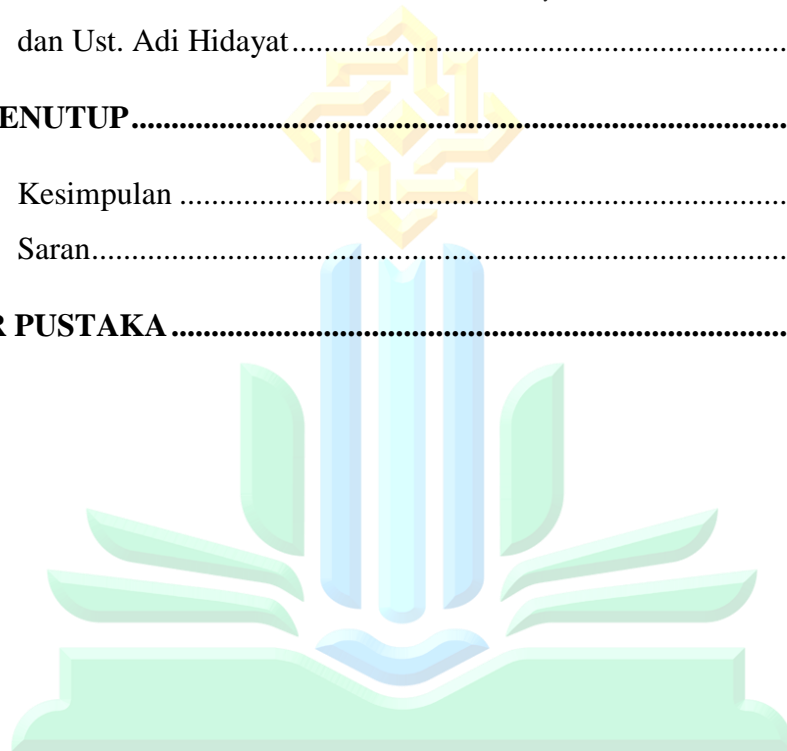 dan Ust. Adi Hidayat
ENUTUP
Kesimpulan
Saran
R PUSTAKA